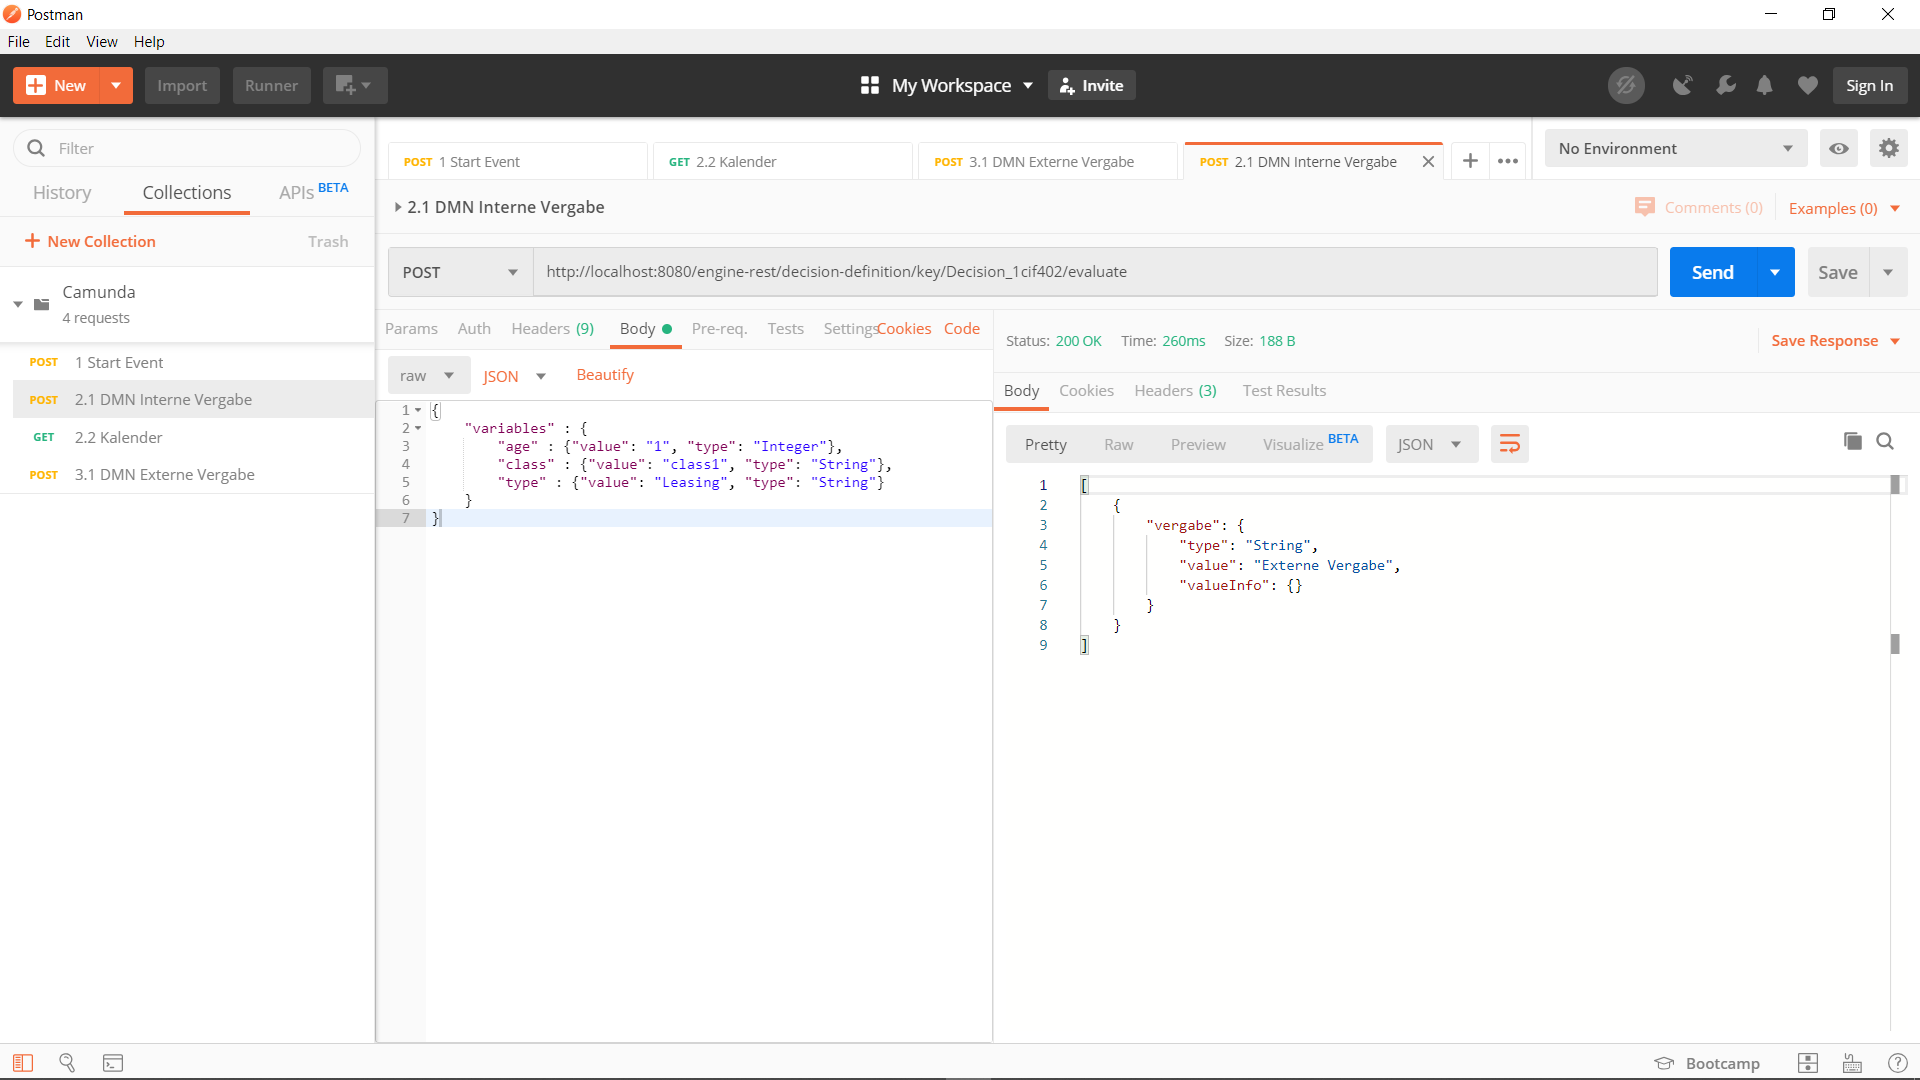 Postman
File Edit View Help
New Import Runner My Workspace Invite Sign In
Filter
History Collections APIs BETA
New Collection Trash
Camunda
4 requests
POST 1 Start Event
POST 2.1 DMN Interne Vergabe
GET 2.2 Kalender
POST 3.1 DMN Externe Vergabe
POST 1 Start Event GET 2.2 Kalender POST 3.1 DMN Externe Vergabe POST 2.1 DMN Interne Vergabe
No Environment
2.1 DMN Interne Vergabe Comments (0) Examples (0)
POST http://localhost:8080/engine-rest/decision-definition/key/Decision_1cif402/evaluate Send Save
Params Auth Headers (9) Body Pre-req. Tests Settings Cookies Code
raw JSON Beautify
1 {
2 "variables" : {
3 "age" : {"value": "1", "type": "Integer"},
4 "class" : {"value": "class1", "type": "String"},
5 "type" : {"value": "Leasing", "type": "String"}
6 }
7 }
Status: 200 OK Time: 260ms Size: 188 B Save Response
Body Cookies Headers (3) Test Results
Pretty Raw Preview Visualize BETA JSON
1 [
2 {
3 "vergabe": {
4 "type": "String",
5 "value": "Externe Vergabe",
6 "valueInfo": {}
7 }
8 }
9 ]
Bootcamp